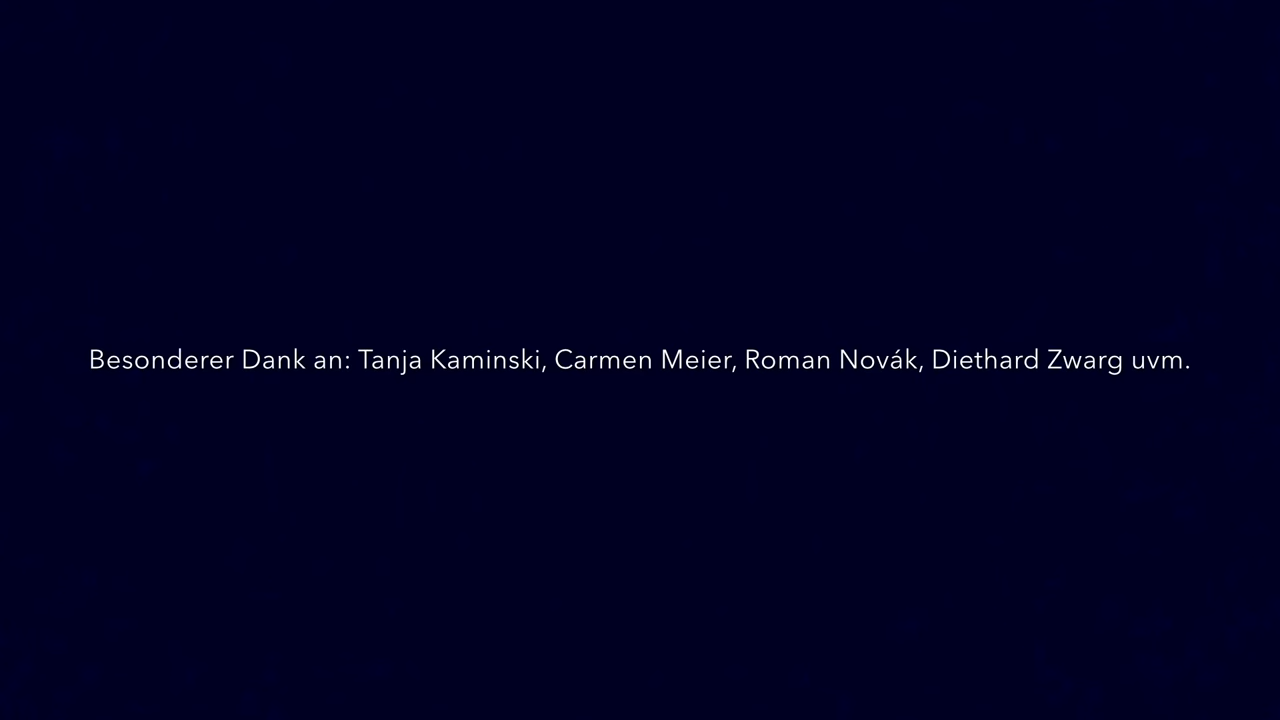 Besonderer Dank an: Tanja Kaminski, Carmen Meier, Roman Novák, Diethard Zwarg uvm.